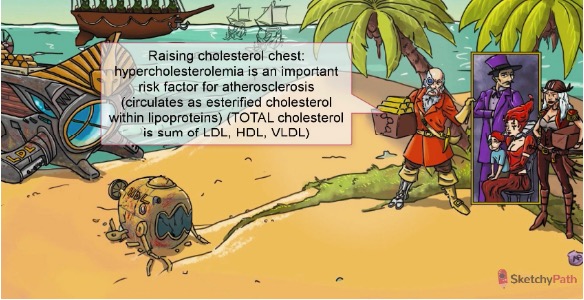 Raising cholesterol chest:
hypercholesterolemia is an important
risk factor for atherosclerosis
(circulates as esterified cholesterol
within lipoproteins) (TOTAL cholesterol
is sum of LDL, HDL, VLDL)
LDL
SketchyPath